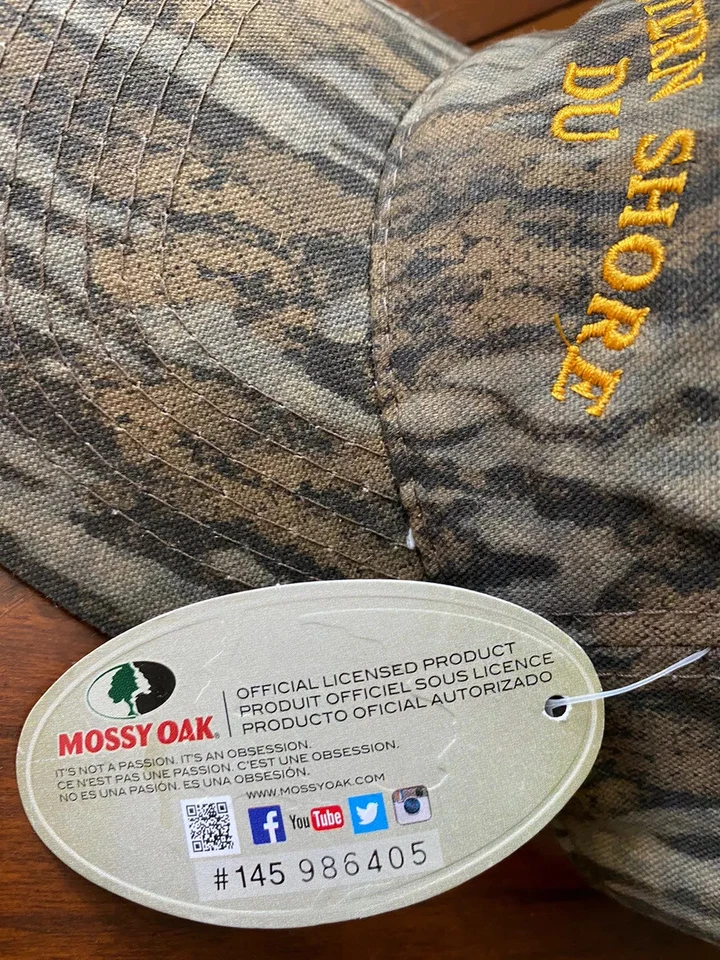 TERN SHORE
DU
MOSSY OAK®
OFFICIAL LICENSED PRODUCT
PRODUIT OFFICIEL SOUS LICENCE
PRODUCTO OFICIAL AUTORIZADO
IT'S NOT A PASSION. IT'S AN OBSESSION.
CE N'EST PAS UNE PASSION. C'EST UNE OBSESSION.
NO ES UNA PASIÓN. ES UNA OBSESIÓN.
WWW.MOSSYOAK.COM
f YouTube
#145 986405